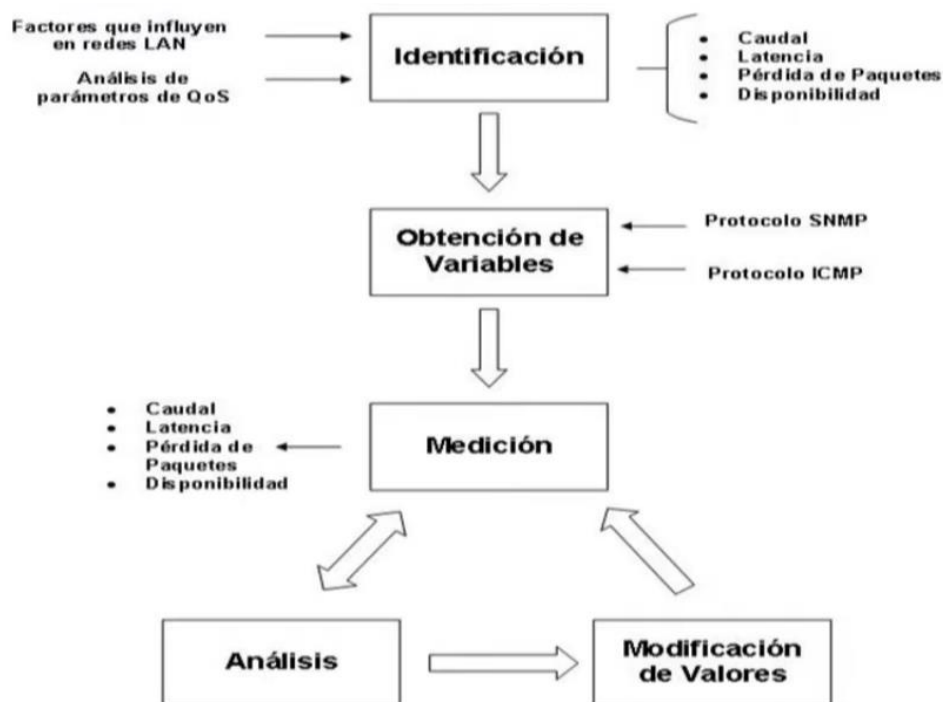 Factores que influyen
en redes LAN
Análisis de
parámetros de QoS
Identificación
• Caudal
• Latencia
• Pérdida de Paquetes
• Disponibilidad
Obtención de
Variables
Protocolo SNMP
Protocolo ICMP
• Caudal
• Latencia
• Pérdida de
Paquetes
• Disponibilidad
Medición
Análisis
Modificación
de Valores